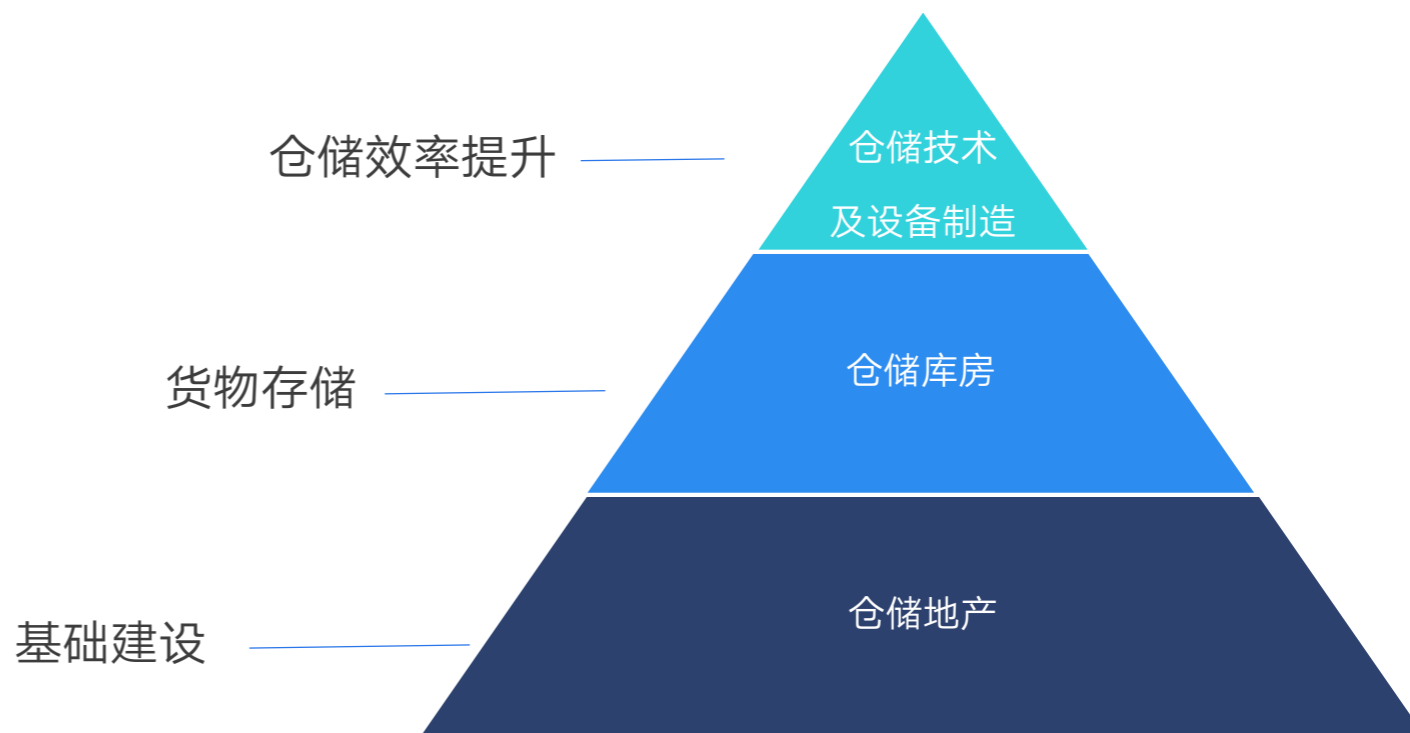 仓储技术
仓储效率提升
及设备制造
仓储库房
货物存储
仓储地产
基础建设